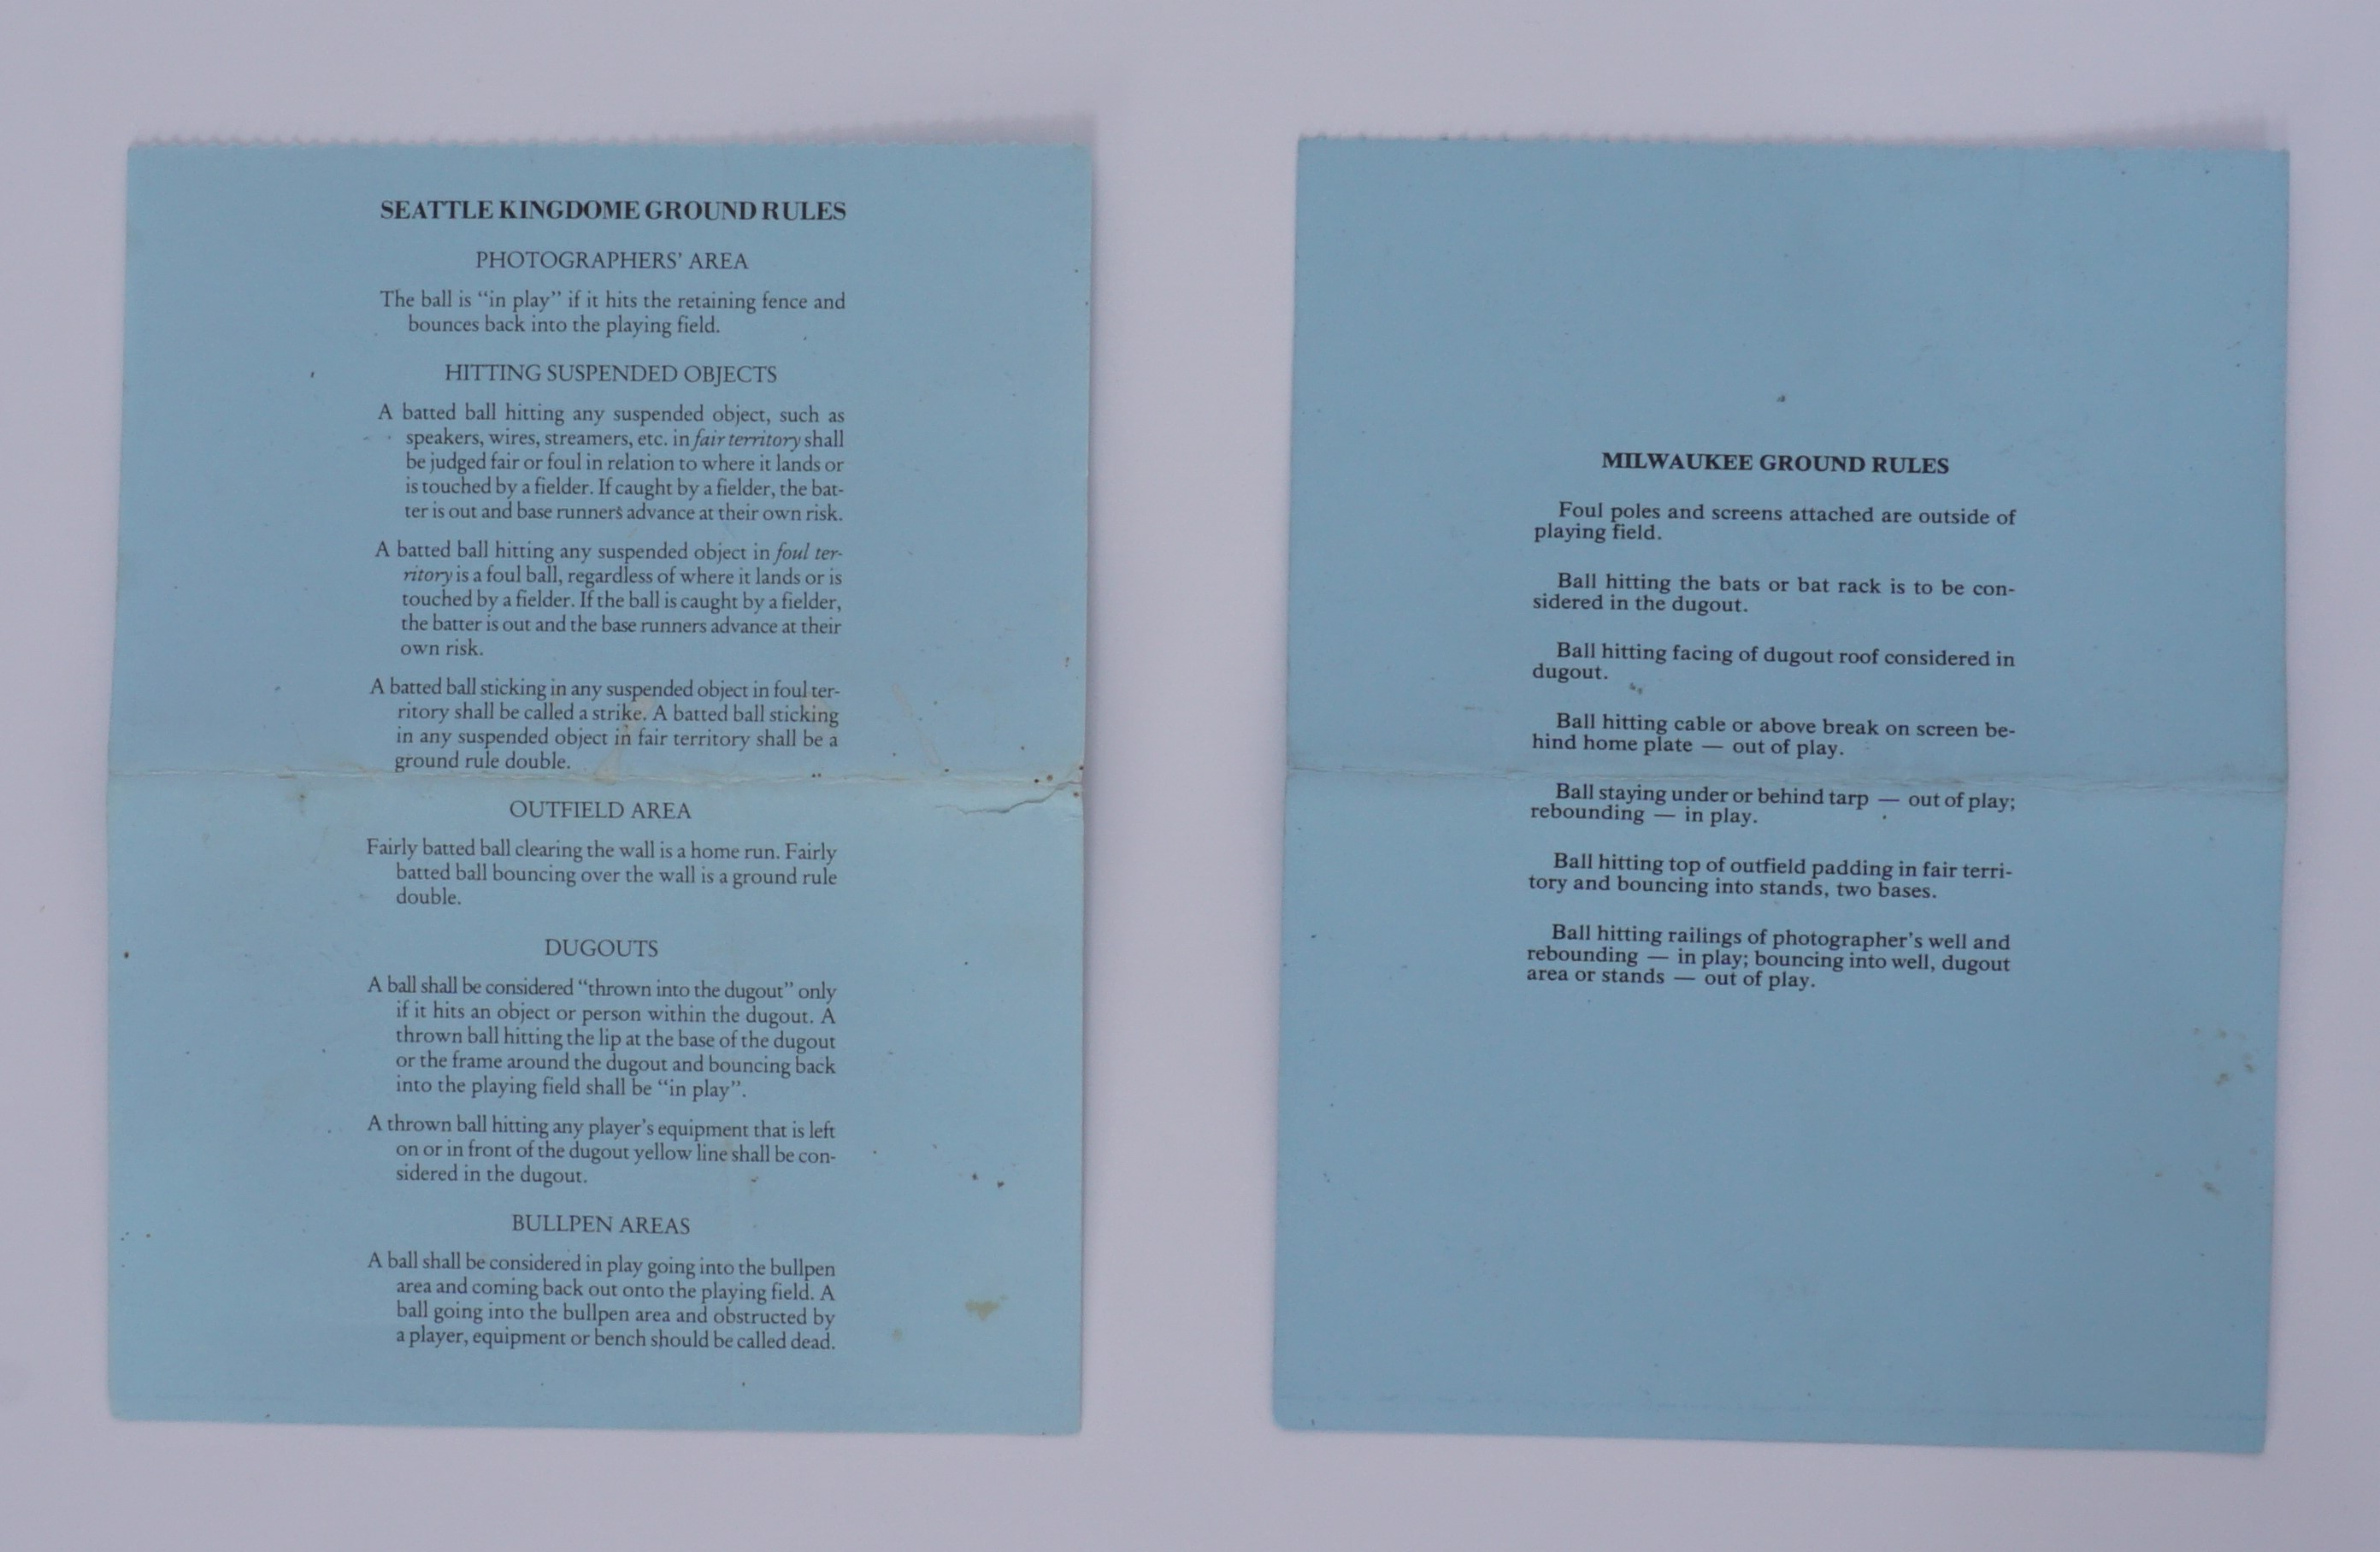 SEATTLE KINGDOME GROUND RULES
PHOTOGRAPHERS' AREA
The ball is “in play” if it hits the retaining fence and
bounces back into the playing field.
HITTING SUSPENDED OBJECTS
A batted ball hitting any suspended object, such as
speakers, wires, streamers, etc. in fair territory shall
be judged fair or foul in relation to where it lands or
is touched by a fielder. If caught by a fielder, the bat-
ter is out and base runners advance at their own risk.
A batted ball hitting any suspended object in foul ter-
ritory is a foul ball, regardless of where it lands or is
touched by a fielder. If the ball is caught by a fielder,
the batter is out and the base runners advance at their
own risk.
A batted ball sticking in any suspended object in foul ter-
ritory shall be called a strike. A batted ball sticking
in any suspended object in fair territory shall be a
ground rule double.
OUTFIELD AREA
Fairly batted ball clearing the wall is a home run. Fairly
batted ball bouncing over the wall is a ground rule
double.
DUGOUTS
A ball shall be considered “thrown into the dugout” only
if it hits an object or person within the dugout. A
thrown ball hitting the lip at the base of the dugout
or the frame around the dugout and bouncing back
into the playing field shall be “in play”.
A thrown ball hitting any player's equipment that is left
on or in front of the dugout yellow line shall be con-
sidered in the dugout.
BULLPEN AREAS
A ball shall be considered in play going into the bullpen
area and coming back out onto the playing field. A
ball going into the bullpen area and obstructed by
a player, equipment or bench should be called dead.
MILWAUKEE GROUND RULES
Foul poles and screens attached are outside of
playing field.
Ball hitting the bats or bat rack is to be con-
sidered in the dugout.
Ball hitting facing of dugout roof considered in
dugout.
Ball hitting cable or above break on screen be-
hind home plate — out of play.
Ball staying under or behind tarp — out of play;
rebounding — in play.
Ball hitting top of outfield padding in fair terri-
tory and bouncing into stands, two bases.
Ball hitting railings of photographer's well and
rebounding — in play; bouncing into well, dugout
area or stands — out of play.